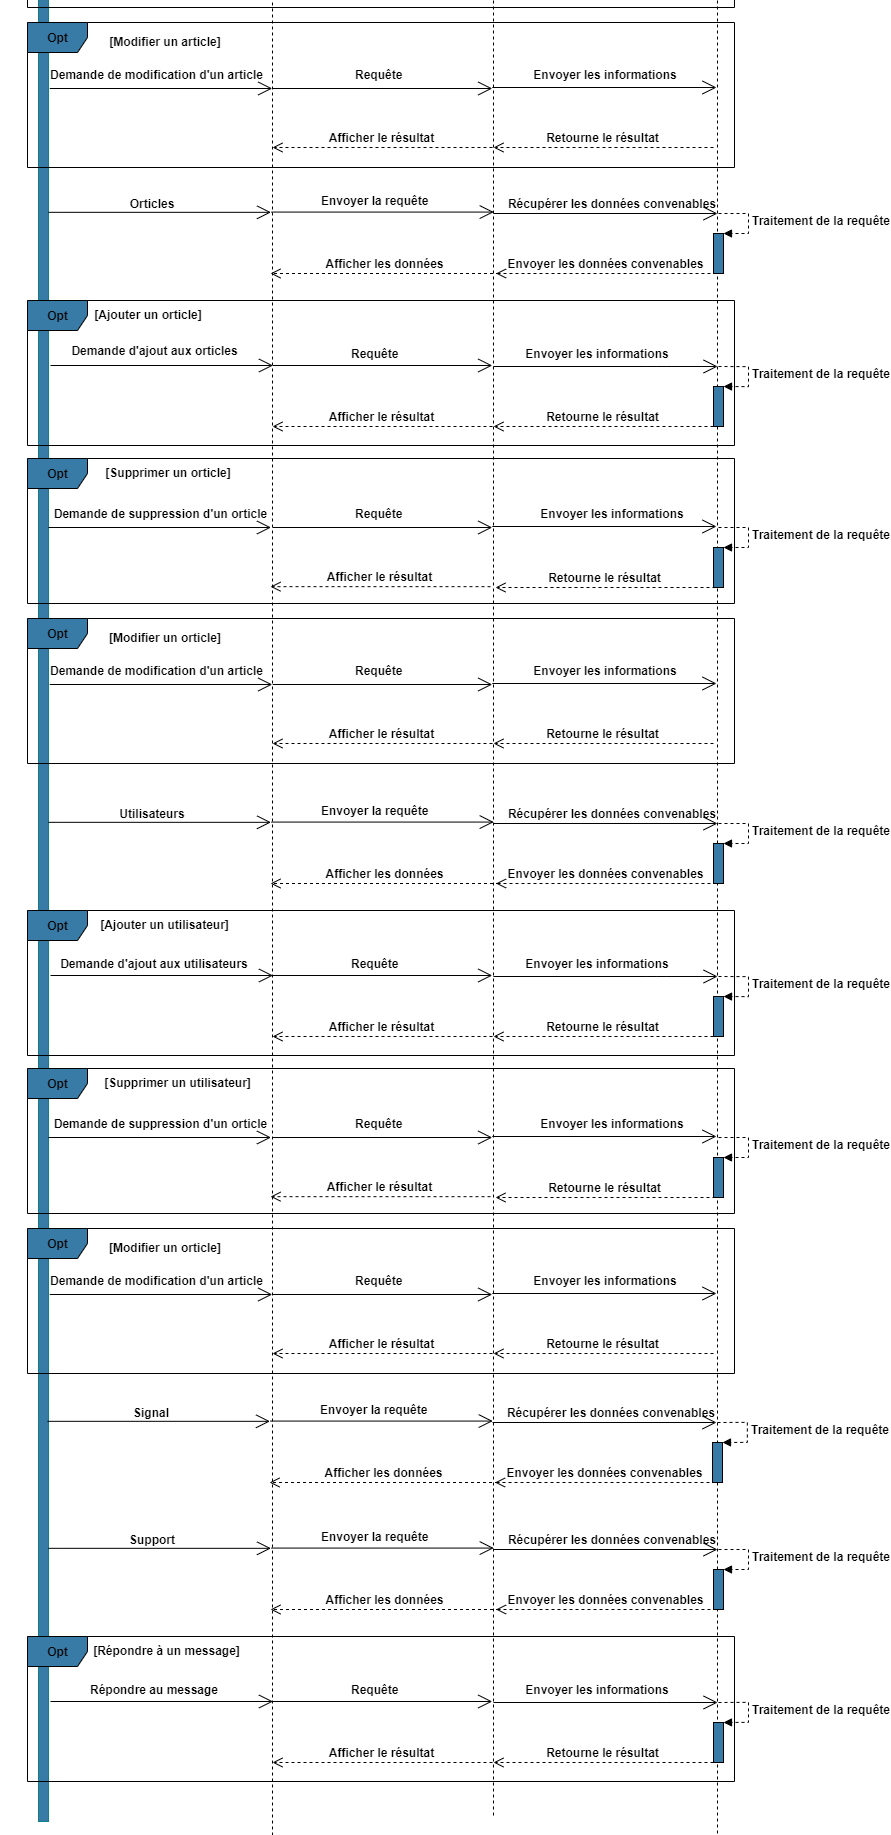 Opt
[Modifier un article]
Demande de modification d'un article
Requête
Envoyer les informations
Afficher le résultat
Retourne le résultat
Orticles
Envoyer la requête
Récupérer les données convenables
Traitement de la requête
Afficher les données
Envoyer les données convenables
Opt
[Ajouter un orticle]
Demande d'ajout aux orticles
Requête
Envoyer les informations
Traitement de la requête
Afficher le résultat
Retourne le résultat
Opt
[Supprimer un orticle]
Demande de suppression d'un orticle
Requête
Envoyer les informations
Traitement de la requête
Afficher le résultat
Retourne le résultat
Opt
[Modifier un orticle]
Demande de modification d'un article
Requête
Envoyer les informations
Afficher le résultat
Retourne le résultat
Utilisateurs
Envoyer la requête
Récupérer les données convenables
Traitement de la requête
Afficher les données
Envoyer les données convenables
Opt
[Ajouter un utilisateur]
Demande d'ajout aux utilisateurs
Requête
Envoyer les informations
Traitement de la requête
Afficher le résultat
Retourne le résultat
Opt
[Supprimer un utilisateur]
Demande de suppression d'un orticle
Requête
Envoyer les informations
Traitement de la requête
Afficher le résultat
Retourne le résultat
Opt
[Modifier un orticle]
Demande de modification d'un article
Requête
Envoyer les informations
Afficher le résultat
Retourne le résultat
Signal
Envoyer la requête
Récupérer les données convenables
Traitement de la requête
Afficher les données
Envoyer les données convenables
Support
Envoyer la requête
Récupérer les données convenables
Traitement de la requête
Afficher les données
Envoyer les données convenables
Opt
[Répondre à un message]
Répondre au message
Requête
Envoyer les informations
Traitement de la requête
Afficher le résultat
Retourne le résultat